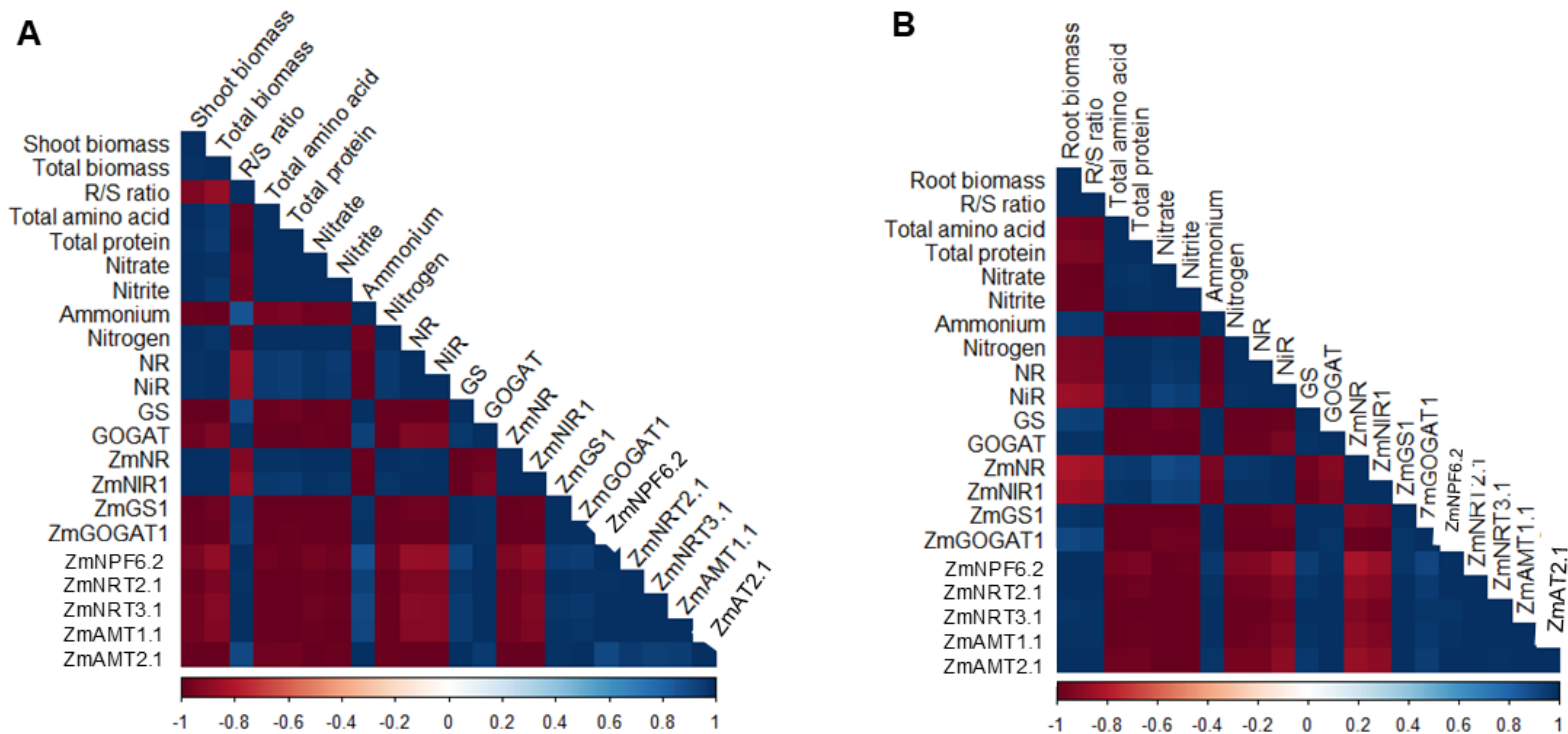 A
Shoot biomass
Total biomass
R/S ratio
Total amino acid
Total protein
Nitrate
Nitrite
Ammonium
Nitrogen
NR
NiR
GS
GOGAT
ZmNR
ZmNIR1
ZmGS1
ZmGOGAT1
ZmNPF6.2
ZmNRT2.1
ZmNRT3.1
ZmAMT1.1
ZmAT2.1
Shoot biomass
Total biomass
R/S ratio
Total amino acid
Total protein
Nitrate
Nitrite
Ammonium
Nitrogen
NR
NiR
GS
GOGAT
ZmNR
ZmNIR1
ZmGS1
ZmGOGAT1
ZmNPF6.2
ZmNRT2.1
ZmNRT3.1
ZmAMT1.1
ZmAMT2.1
-1 -0.8 -0.6 -0.4 -0.2 0 0.2 0.4 0.6 0.8 1
B
Root biomass
R/S ratio
Total amino acid
Total protein
Nitrate
Nitrite
Ammonium
Nitrogen
NR
NiR
GS
GOGAT
ZmNR
ZmNIR1
ZmGS1
ZmGOGAT1
ZmNPF6.2
ZmNRT2.1
ZmNRT3.1
ZmAMT1.1
ZmAT2.1
Root biomass
R/S ratio
Total amino acid
Total protein
Nitrate
Nitrite
Ammonium
Nitrogen
NR
NiR
GS
GOGAT
ZmNR
ZmNIR1
ZmGS1
ZmGOGAT1
ZmNPF6.2
ZmNRT2.1
ZmNRT3.1
ZmAMT1.1
ZmAMT2.1
-1 -0.8 -0.6 -0.4 -0.2 0 0.2 0.4 0.6 0.8 1